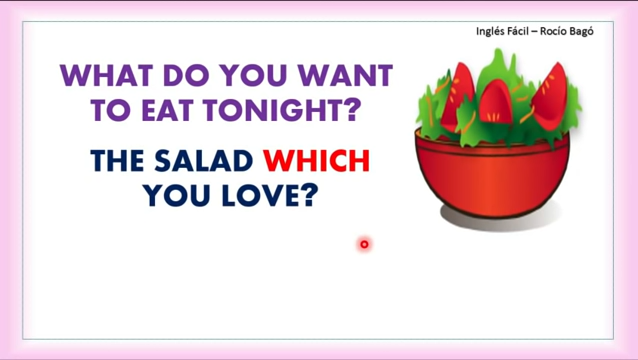 Inglés Fácil – Rocío Bagó
WHAT DO YOU WANT
TO EAT TONIGHT?
THE SALAD WHICH
YOU LOVE?